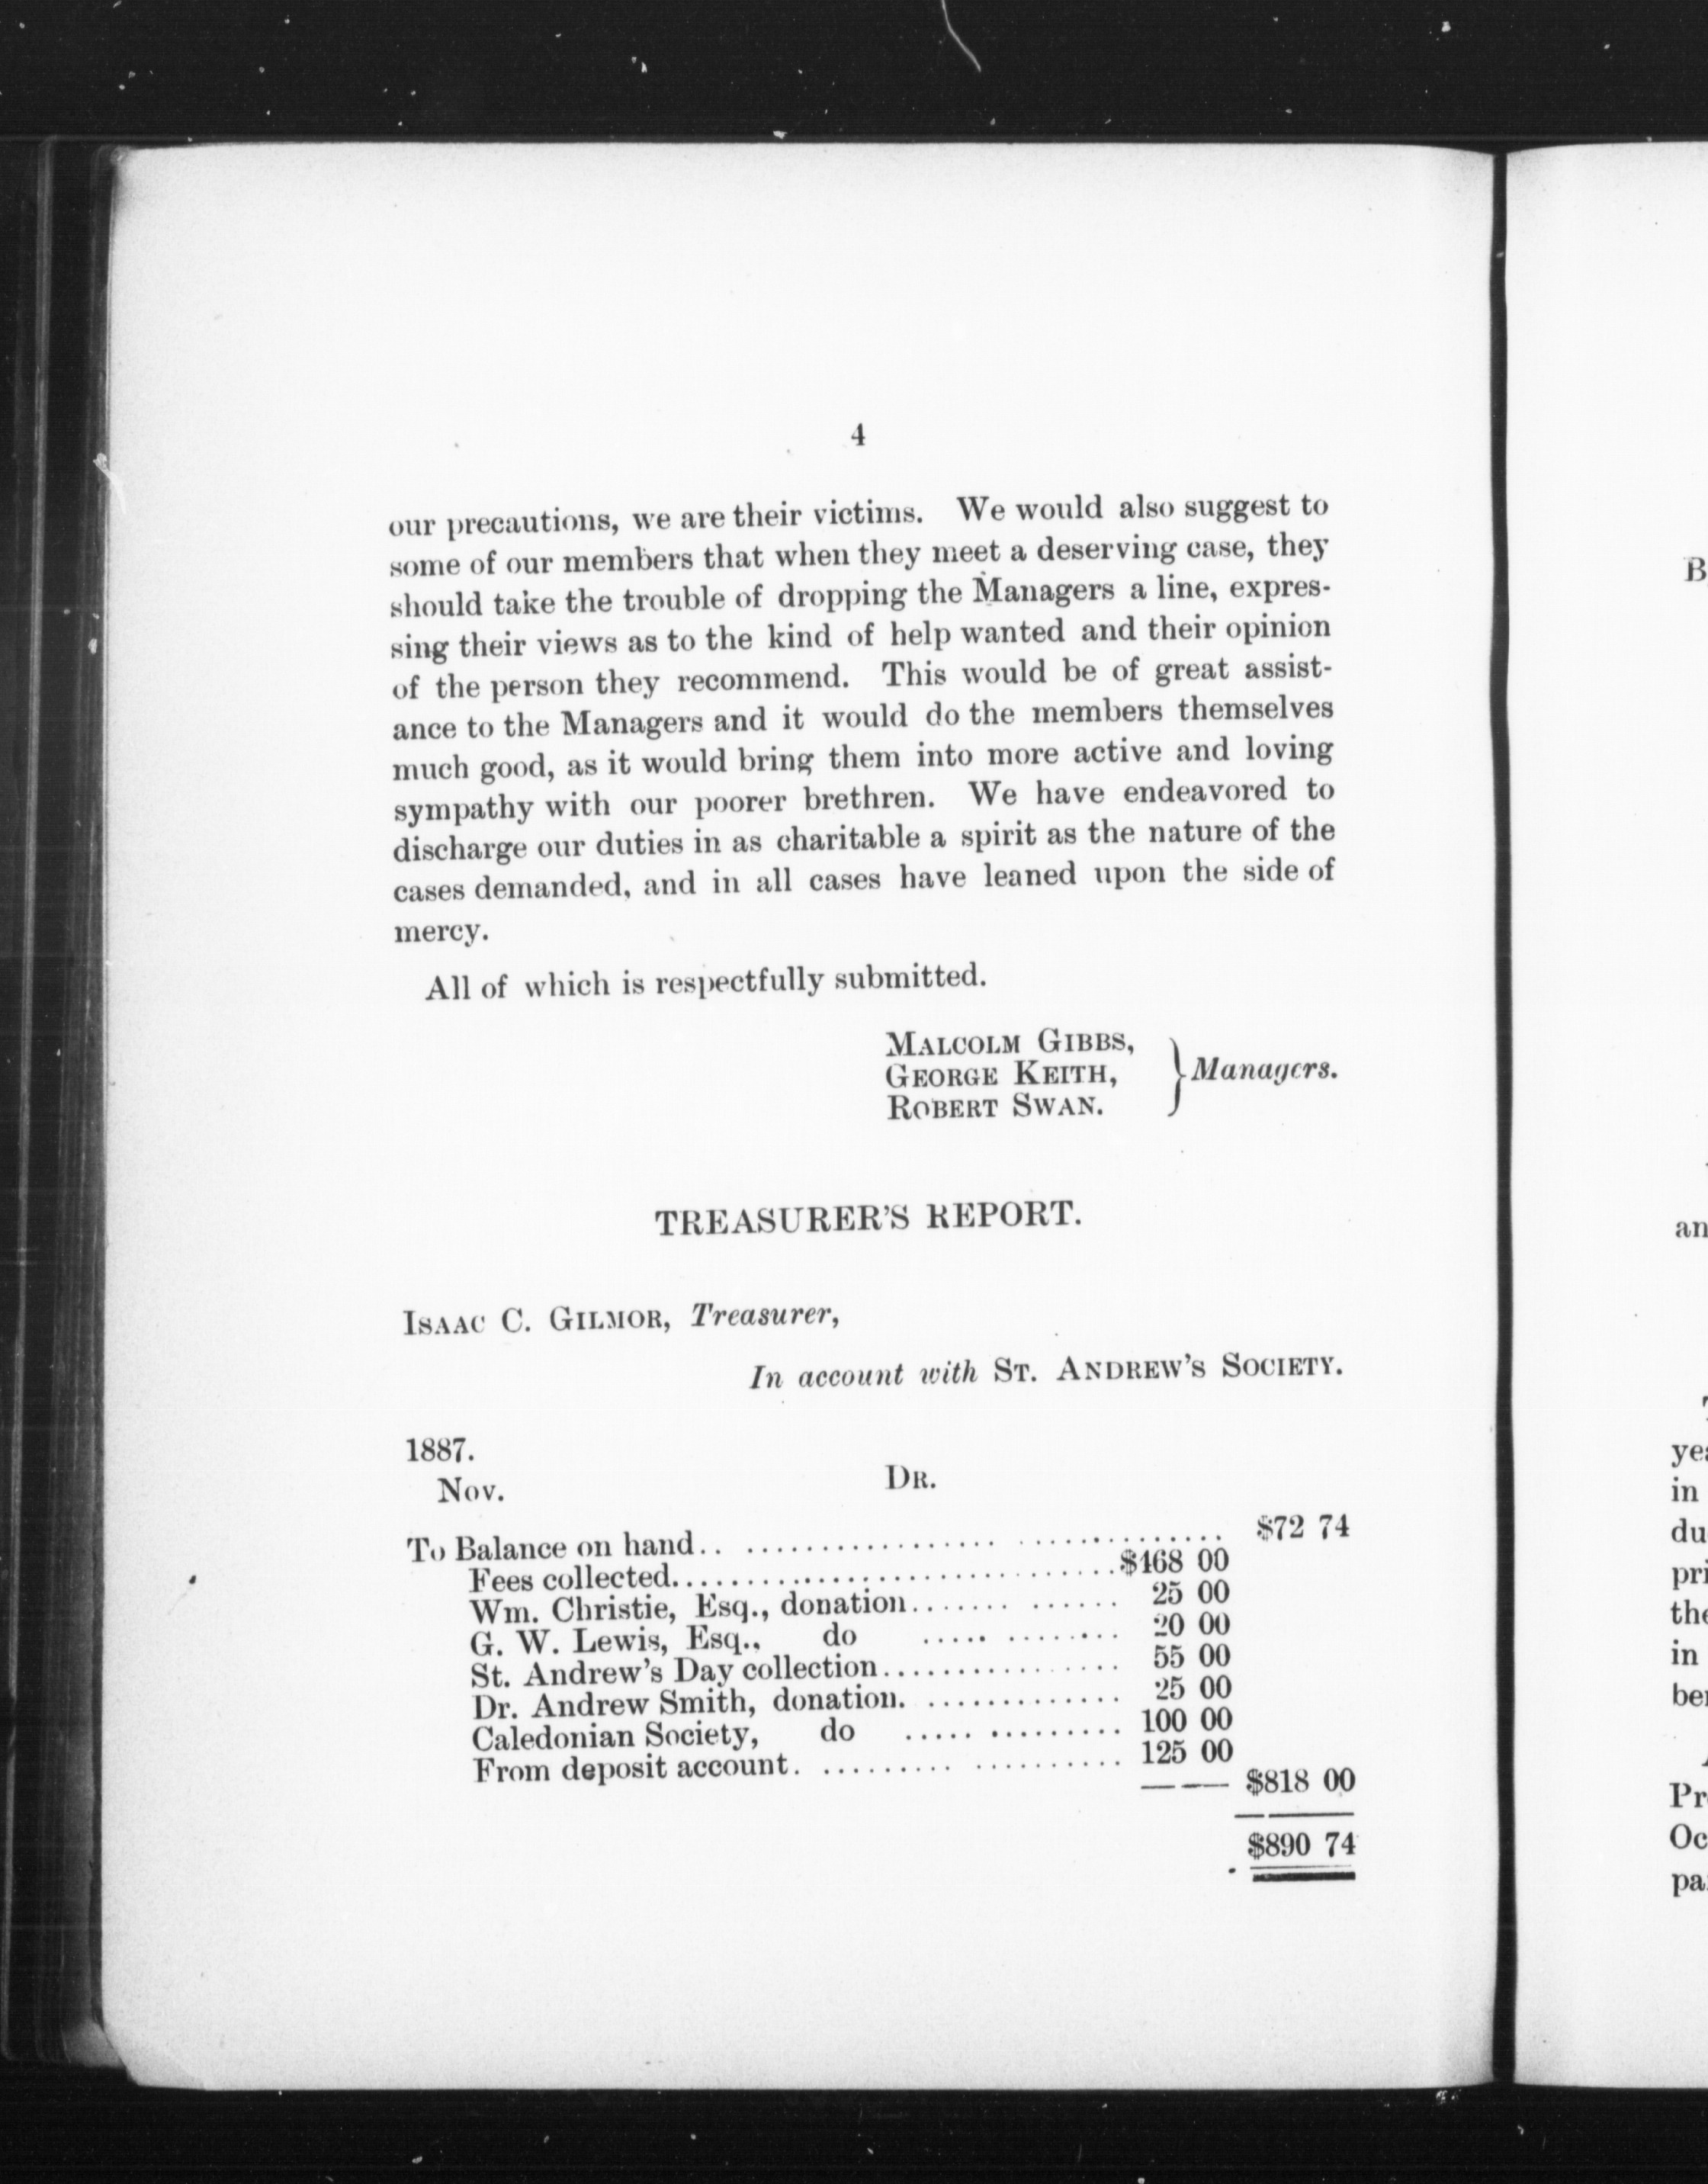 4
our precautions, we are their victims. We would also suggest to
some of our members that when they meet a deserving case, they
should take the trouble of dropping the Managers a line, expres-
sing their views as to the kind of help wanted and their opinion
of the person they recommend. This would be of great assist-
ance to the Managers and it would do the members themselves
much good, as it would bring them into more active and loving
sympathy with our poorer brethren. We have endeavored to
discharge our duties in as charitable a spirit as the nature of the
cases demanded, and in all cases have leaned upon the side of
mercy.
All of which is respectfully submitted.
MALCOLM GIBBS,
GEORGE KEITH, } Managers.
ROBERT SWAN.
TREASURER'S REPORT.
ISAAC C. GILMOR, Treasurer,
In account with ST. ANDREW'S SOCIETY.
1887.
Nov. DR.
To Balance on hand.. ............................ $72 74
Fees collected.............................. $468 00
Wm. Christie, Esq., donation....... ...... 25 00
G. W. Lewis, Esq., do ..... ........ 20 00
St. Andrew's Day collection................ 55 00
Dr. Andrew Smith, donation. ............. 25 00
Caledonian Society, do ..... ......... 100 00
From deposit account. ......... .......... 125 00
—— $818 00
$890 74
B
an
in
du
pri
the
in
Pr
Oc
pa